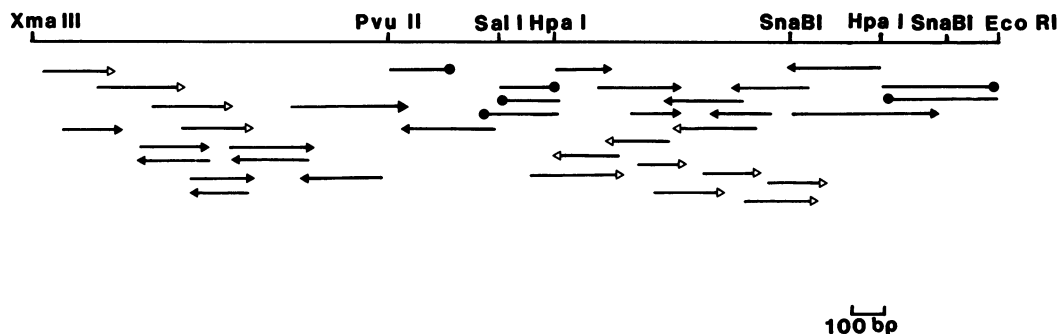 Xma III Pvu II Sal I Hpa I SnaBI Hpa I SnaBI Eco RI
100 bp